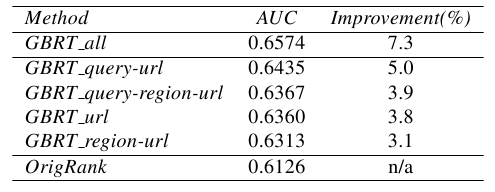 Method AUC Improvement(%)
GBRT_all 0.6574 7.3
GBRT_query-url 0.6435 5.0
GBRT_query-region-url 0.6367 3.9
GBRT_url 0.6360 3.8
GBRT_region-url 0.6313 3.1
OrigRank 0.6126 n/a